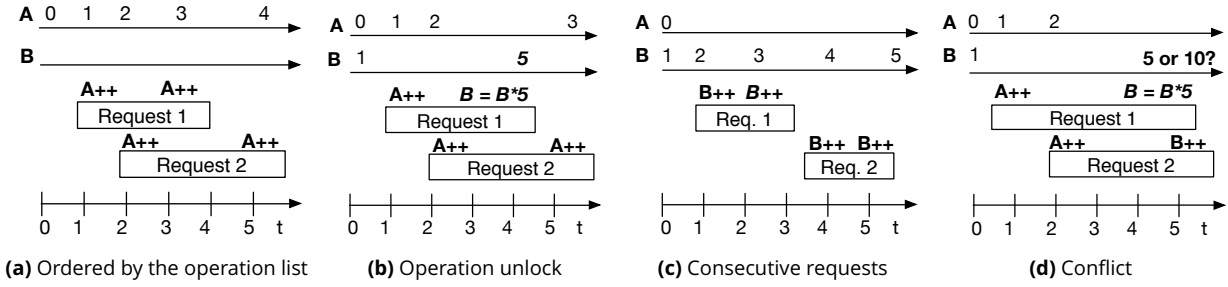 A 0 1 2 3 4
B
A++ A++
Request 1
A++ A++
Request 2
0 1 2 3 4 5 t
(a) Ordered by the operation list
A 0 1 2 3
B 1 5
A++ B = B*5
Request 1
A++ A++
Request 2
0 1 2 3 4 5 t
(b) Operation unlock
A 0
B 1 2 3 4 5
B++ B++
Req. 1
B++ B++
Req. 2
0 1 2 3 4 5 t
(c) Consecutive requests
A 0 1 2
B 1 5 or 10?
A++ B = B*5
Request 1
A++ B++
Request 2
0 1 2 3 4 5 t
(d) Conflict